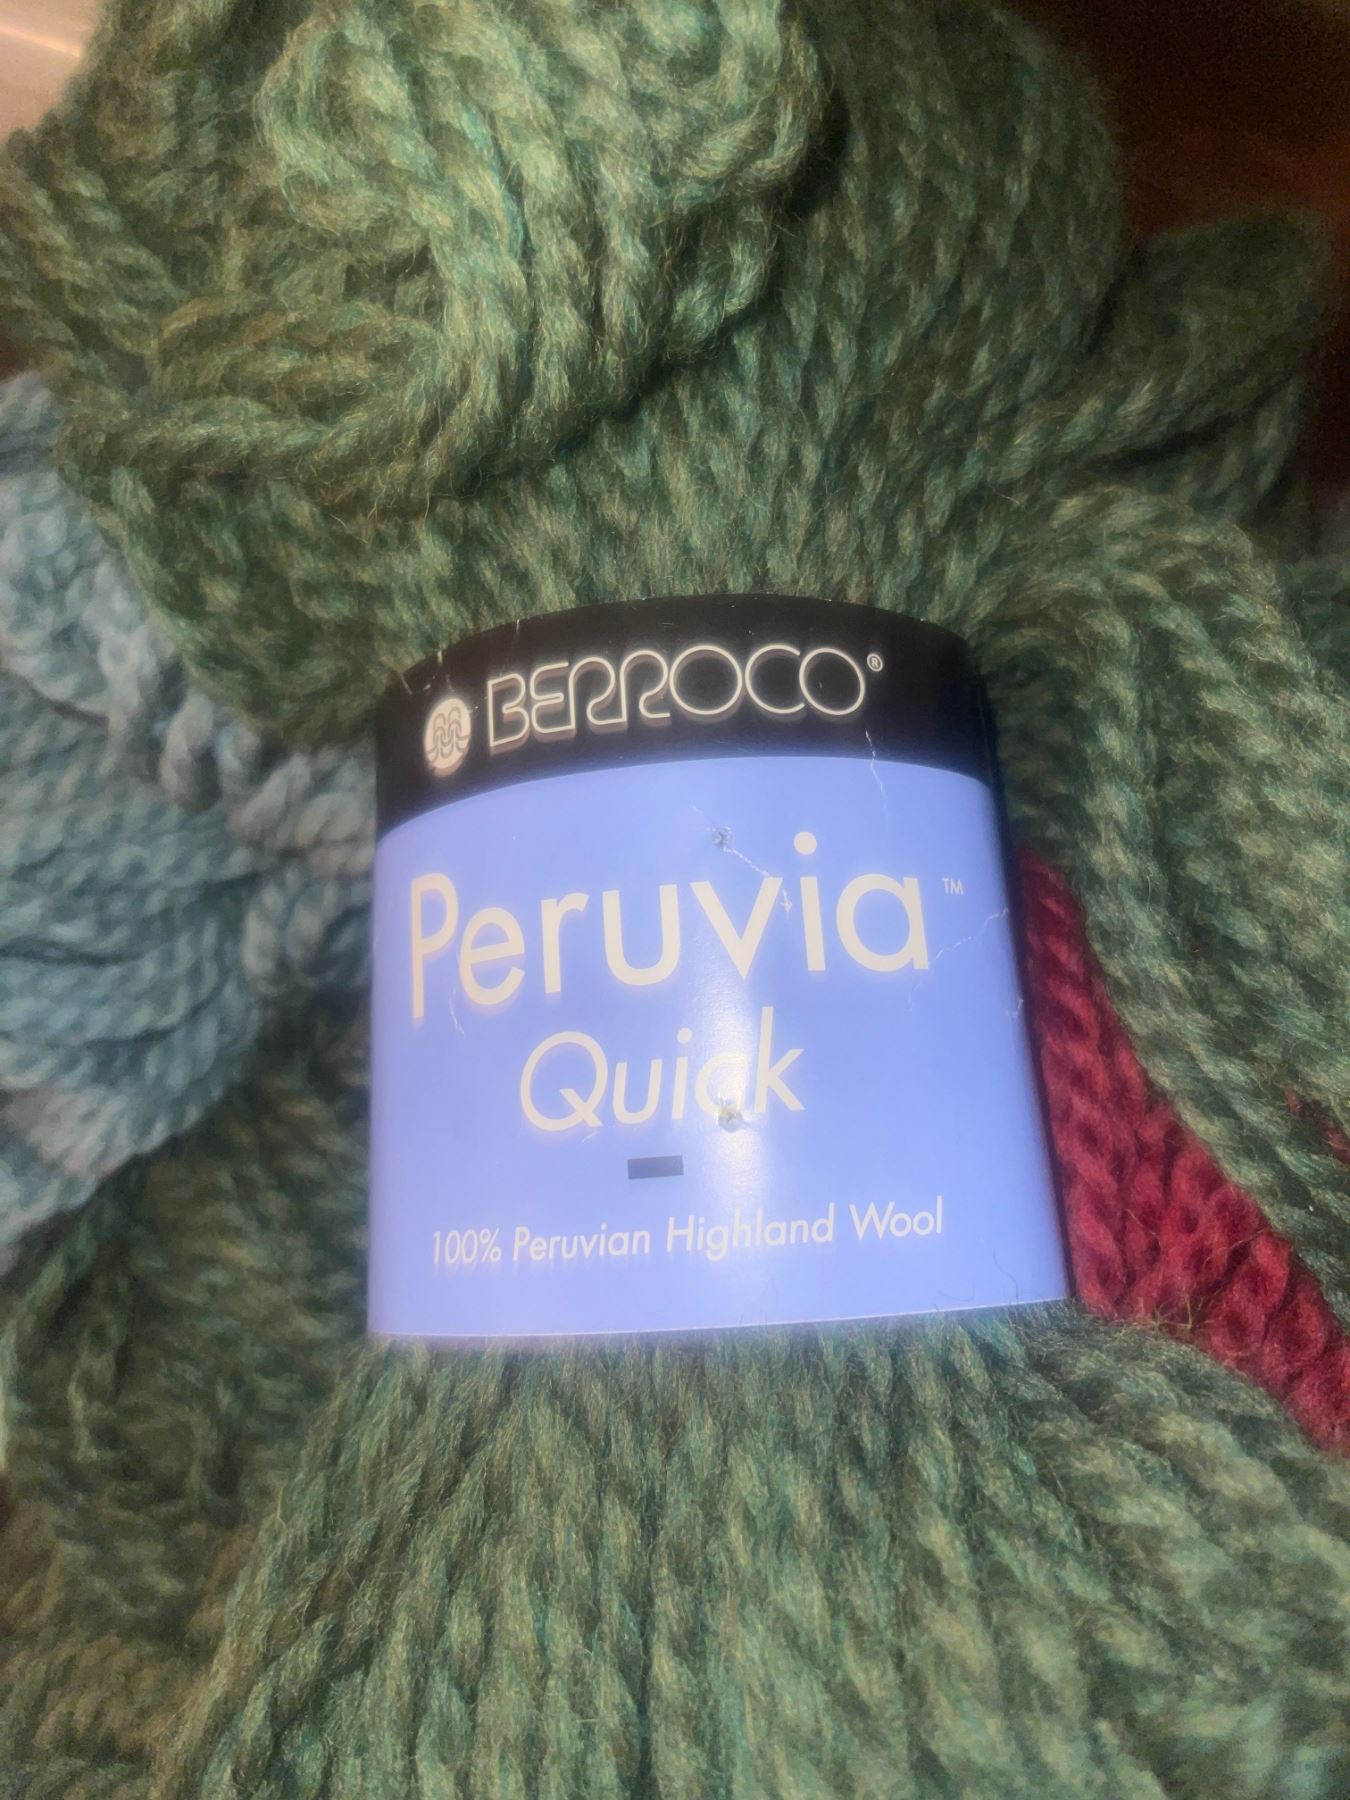 BERROCO®
Peruvia™
Quick
100% Peruvian Highland Wool